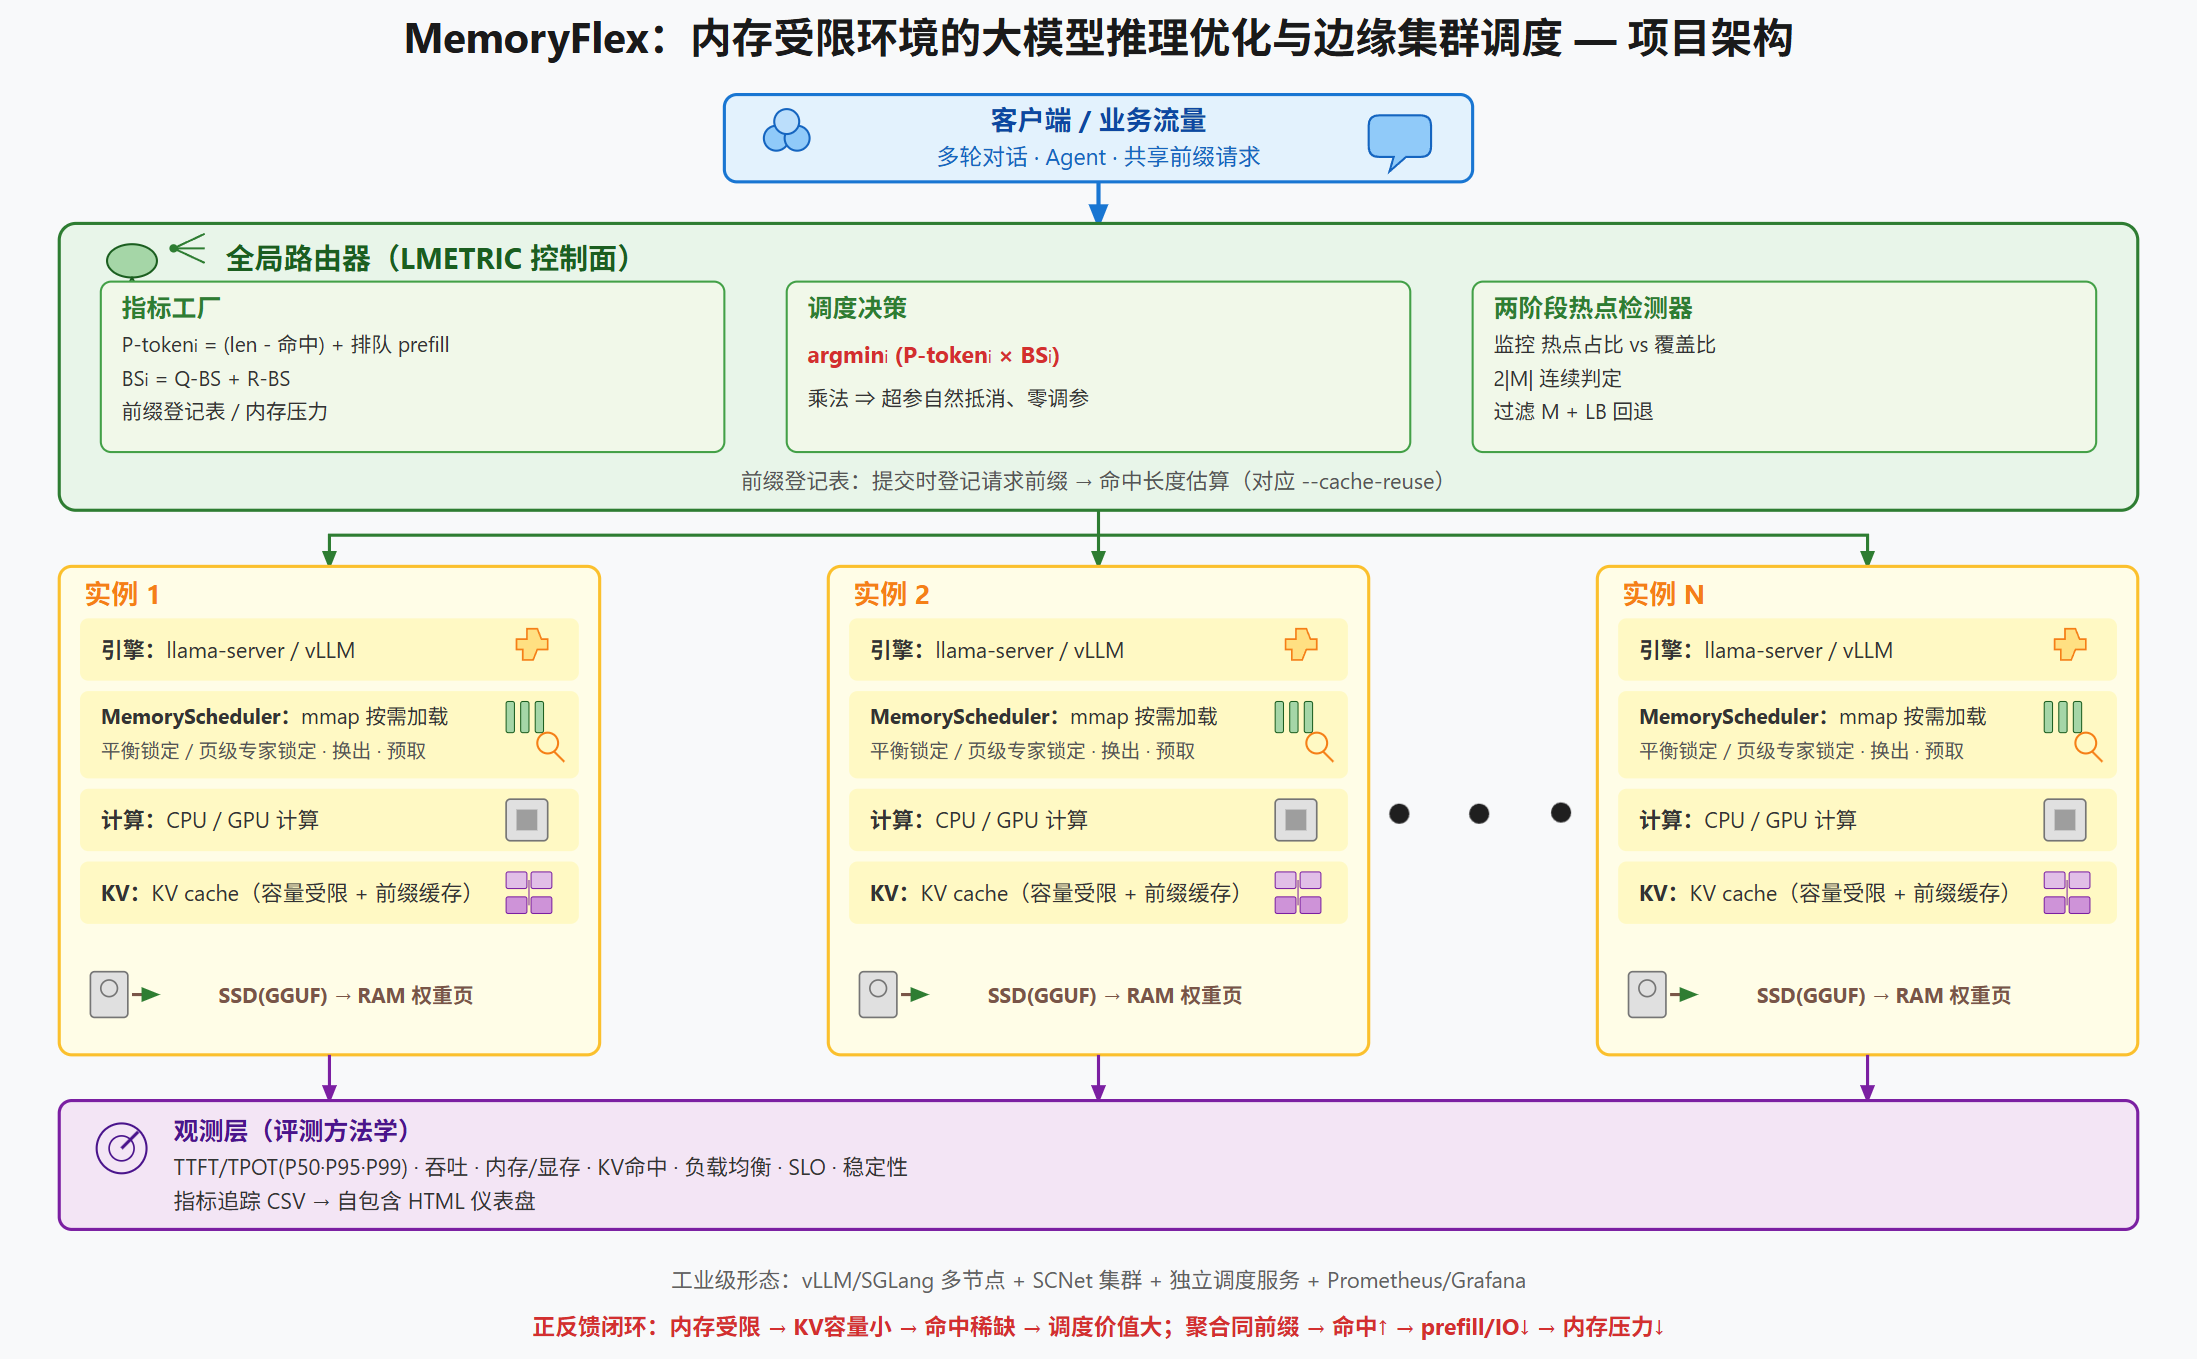 MemoryFlex：内存受限环境的大模型推理优化与边缘集群调度 — 项目架构
客户端 / 业务流量
多轮对话 · Agent · 共享前缀请求
全局路由器（LMETRIC 控制面）
指标工厂
P-tokenᵢ = (len - 命中) + 排队 prefill
BSᵢ = Q-BS + R-BS
前缀登记表 / 内存压力
调度决策
argminᵢ (P-tokenᵢ × BSᵢ)
乘法 ⇒ 超参自然抵消、零调参
两阶段热点检测器
监控 热点占比 vs 覆盖比
2|M| 连续判定
过滤 M + LB 回退
前缀登记表：提交时登记请求前缀 → 命中长度估算（对应 --cache-reuse）
实例 1
引擎：llama-server / vLLM
MemoryScheduler：mmap 按需加载
平衡锁定 / 页级专家锁定 · 换出 · 预取
计算：CPU / GPU 计算
KV：KV cache（容量受限 + 前缀缓存）
SSD(GGUF) → RAM 权重页
实例 2
引擎：llama-server / vLLM
MemoryScheduler：mmap 按需加载
平衡锁定 / 页级专家锁定 · 换出 · 预取
计算：CPU / GPU 计算
KV：KV cache（容量受限 + 前缀缓存）
SSD(GGUF) → RAM 权重页
实例 N
引擎：llama-server / vLLM
MemoryScheduler：mmap 按需加载
平衡锁定 / 页级专家锁定 · 换出 · 预取
计算：CPU / GPU 计算
KV：KV cache（容量受限 + 前缀缓存）
SSD(GGUF) → RAM 权重页
观测层（评测方法学）
TTFT/TPOT(P50·P95·P99) · 吞吐 · 内存/显存 · KV命中 · 负载均衡 · SLO · 稳定性
指标追踪 CSV → 自包含 HTML 仪表盘
工业级形态：vLLM/SGLang 多节点 + SCNet 集群 + 独立调度服务 + Prometheus/Grafana
正反馈闭环：内存受限 → KV容量小 → 命中稀缺 → 调度价值大；聚合同前缀 → 命中↑ → prefill/IO↓ → 内存压力↓